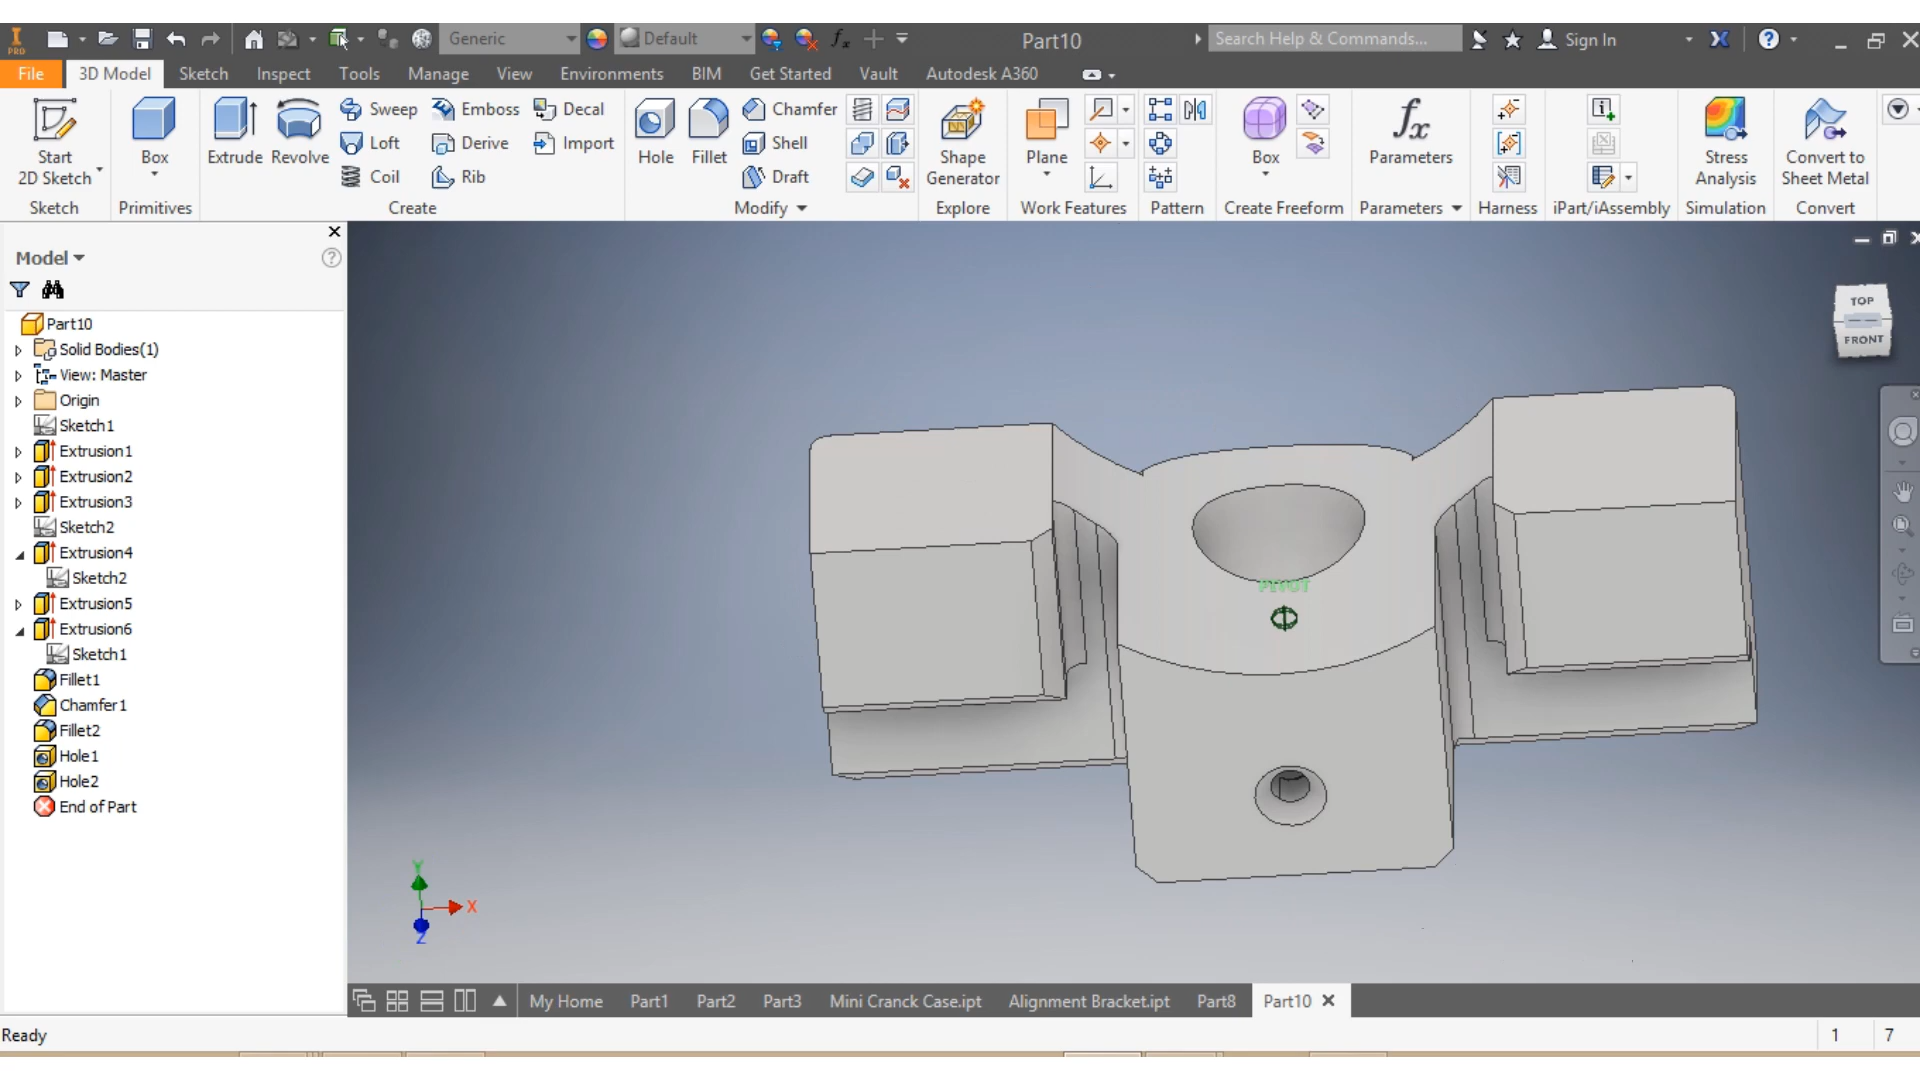 PRO
Generic
Default
Part10
Search Help & Commands...
Sign In
File 3D Model Sketch Inspect Tools Manage View Environments BIM Get Started Vault Autodesk A360
Start
2D Sketch
Sketch
Box
Primitives
Extrude
Revolve
Sweep
Loft
Coil
Emboss
Derive
Rib
Decal
Import
Create
Hole
Fillet
Chamfer
Shell
Draft
Modify
Shape
Generator
Explore
Plane
Work Features
Pattern
Box
Create Freeform
fx
Parameters
Parameters
Harness
iPart/iAssembly
Stress
Analysis
Simulation
Convert to
Sheet Metal
Convert
Model
Part10
Solid Bodies(1)
View: Master
Origin
Sketch1
Extrusion1
Extrusion2
Extrusion3
Sketch2
Extrusion4
Sketch2
Extrusion5
Extrusion6
Sketch1
Fillet1
Chamfer1
Fillet2
Hole1
Hole2
End of Part
TOP
FRONT
PIVOT
Y
X
Z
My Home Part1 Part2 Part3 Mini Cranck Case.ipt Alignment Bracket.ipt Part8 Part10
Ready
1 7